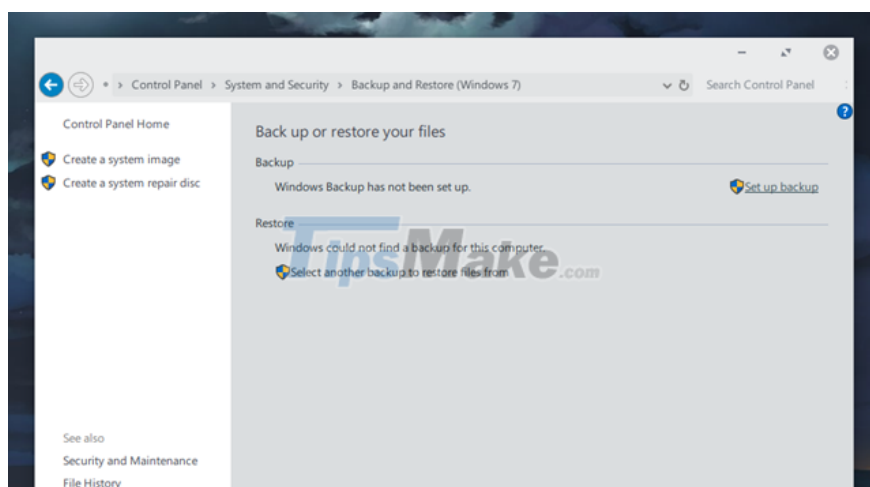 Control Panel > System and Security > Backup and Restore (Windows 7)
Search Control Panel
Control Panel Home
Create a system image
Create a system repair disc
Back up or restore your files
Backup
Windows Backup has not been set up.
Set up backup
Restore
Windows could not find a backup for this computer.
Select another backup to restore files from
TipsMake.com
See also
Security and Maintenance
File History